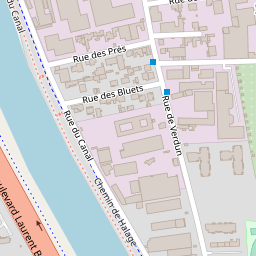 Rue des Prés
Rue des Bluets
Rue du Canal
Rue de Verdun
Chemin de Halage
du Canal
Boulevard Laurent B